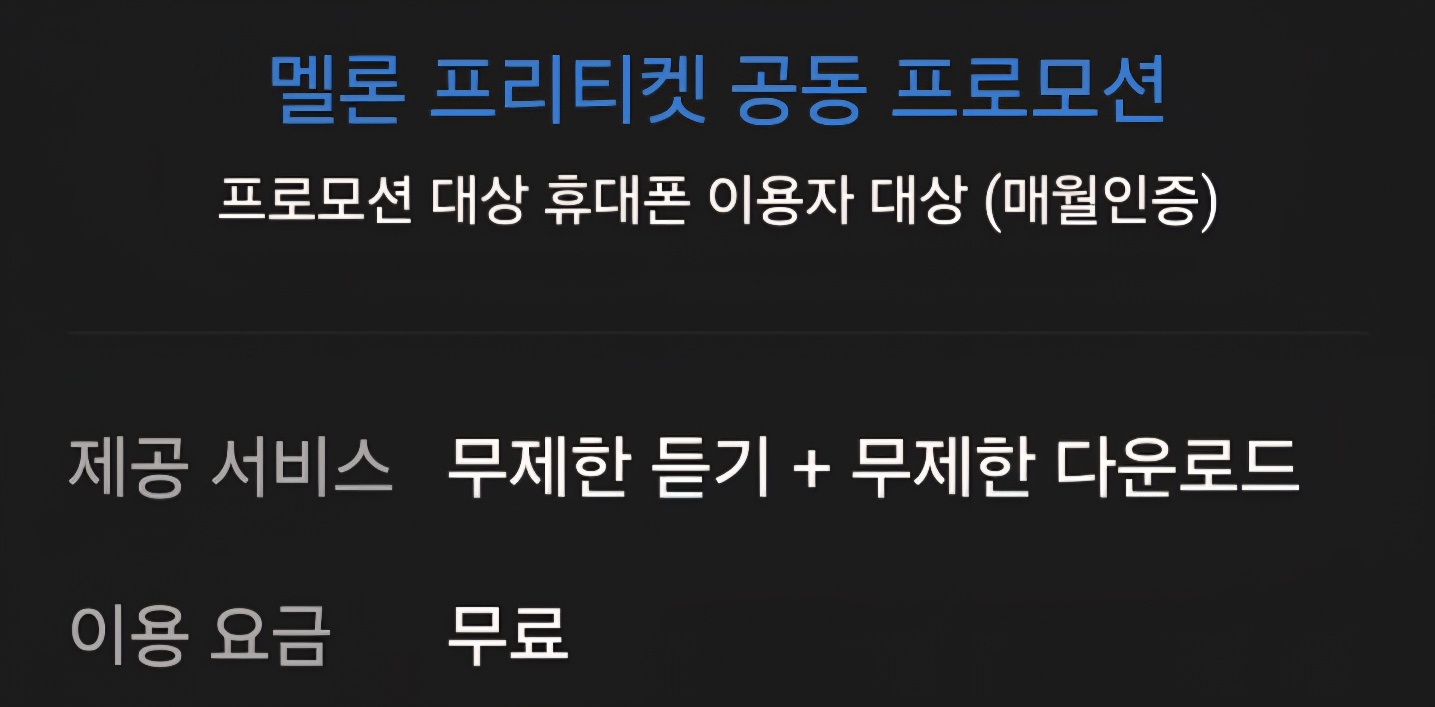 멜론 프리티켓 공동 프로모션
프로모션 대상 휴대폰 이용자 대상 (매월인증)
제공 서비스 무제한 듣기 + 무제한 다운로드
이용 요금 무료